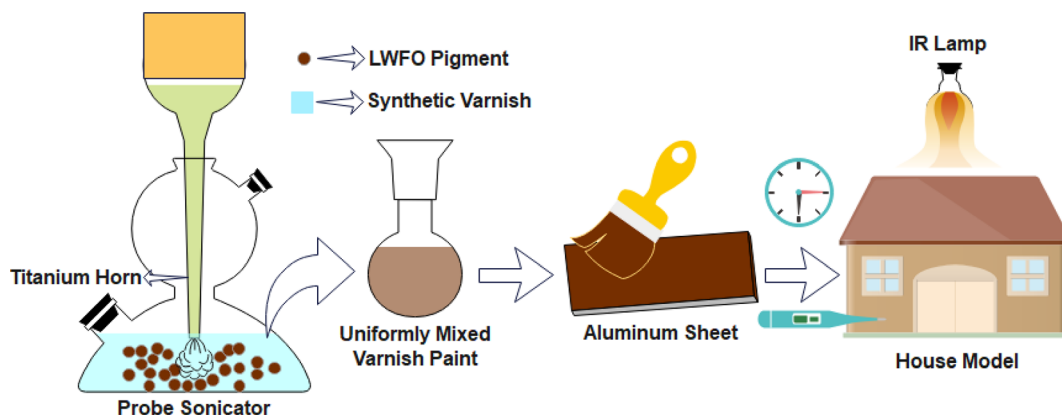 IR Lamp
LWFO Pigment
Synthetic Varnish
Titanium Horn
Uniformly Mixed
Varnish Paint
Aluminum Sheet
House Model
Probe Sonicator